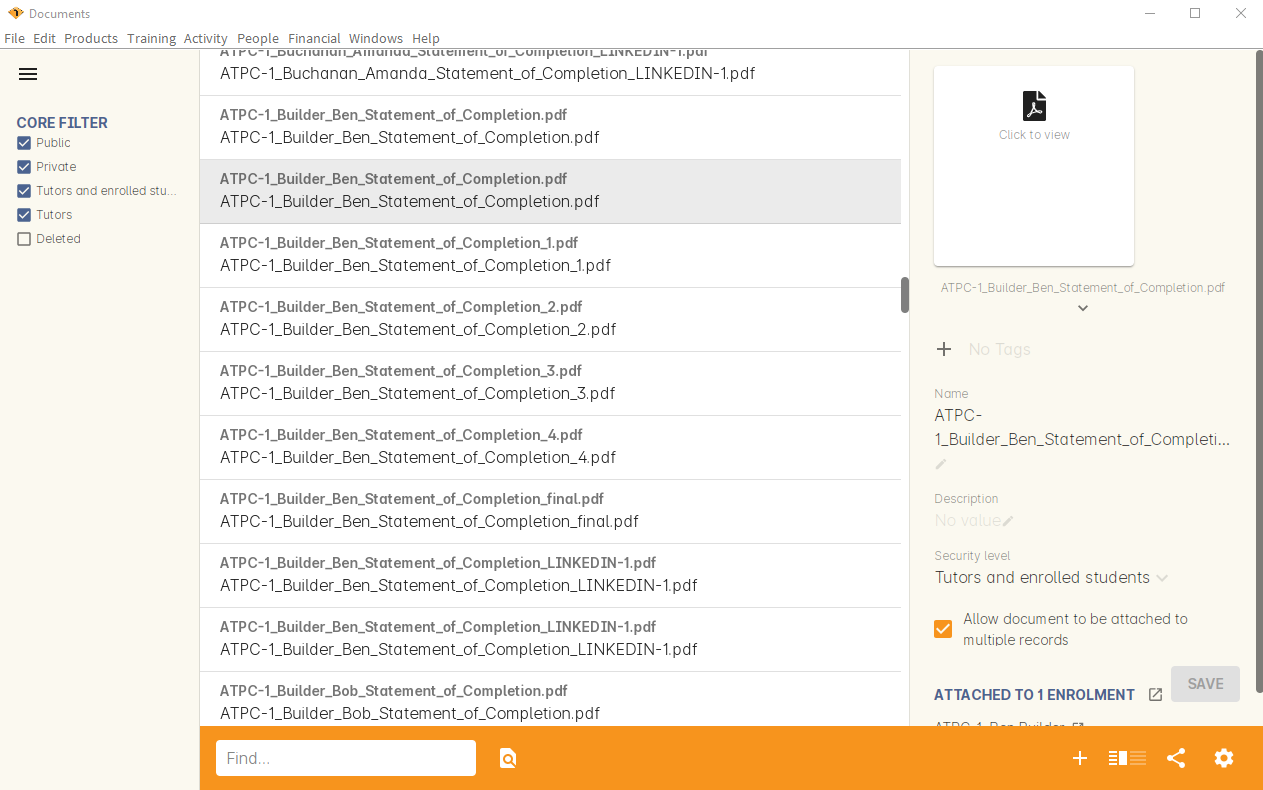 Documents
File Edit Products Training Activity People Financial Windows Help
CORE FILTER
Public
Private
Tutors and enrolled stu...
Tutors
Deleted
ATPC-1_Buchanan_Amanda_Statement_of_Completion_LINKEDIN-1.pdf
ATPC-1_Buchanan_Amanda_Statement_of_Completion_LINKEDIN-1.pdf
ATPC-1_Builder_Ben_Statement_of_Completion.pdf
ATPC-1_Builder_Ben_Statement_of_Completion.pdf
ATPC-1_Builder_Ben_Statement_of_Completion.pdf
ATPC-1_Builder_Ben_Statement_of_Completion.pdf
ATPC-1_Builder_Ben_Statement_of_Completion_1.pdf
ATPC-1_Builder_Ben_Statement_of_Completion_1.pdf
ATPC-1_Builder_Ben_Statement_of_Completion_2.pdf
ATPC-1_Builder_Ben_Statement_of_Completion_2.pdf
ATPC-1_Builder_Ben_Statement_of_Completion_3.pdf
ATPC-1_Builder_Ben_Statement_of_Completion_3.pdf
ATPC-1_Builder_Ben_Statement_of_Completion_4.pdf
ATPC-1_Builder_Ben_Statement_of_Completion_4.pdf
ATPC-1_Builder_Ben_Statement_of_Completion_final.pdf
ATPC-1_Builder_Ben_Statement_of_Completion_final.pdf
ATPC-1_Builder_Ben_Statement_of_Completion_LINKEDIN-1.pdf
ATPC-1_Builder_Ben_Statement_of_Completion_LINKEDIN-1.pdf
ATPC-1_Builder_Ben_Statement_of_Completion_LINKEDIN-1.pdf
ATPC-1_Builder_Ben_Statement_of_Completion_LINKEDIN-1.pdf
ATPC-1_Builder_Bob_Statement_of_Completion.pdf
ATPC-1_Builder_Bob_Statement_of_Completion.pdf
Click to view
ATPC-1_Builder_Ben_Statement_of_Completion.pdf
No Tags
Name
ATPC-
1_Builder_Ben_Statement_of_Completi...
Description
No value
Security level
Tutors and enrolled students
Allow document to be attached to
multiple records
SAVE
ATTACHED TO 1 ENROLMENT
ATPC-1, Ben Builder
Find...